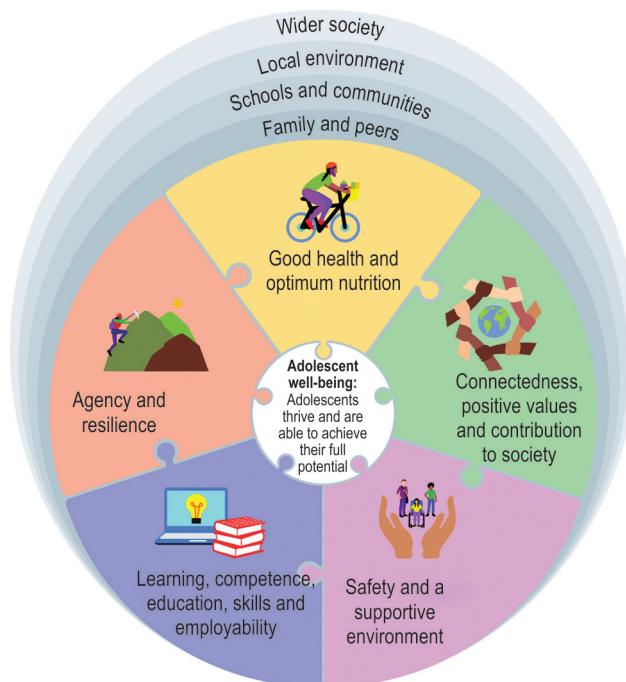 Wider society
Local environment
Schools and communities
Family and peers
Good health and
optimum nutrition
Agency and
resilience
Adolescent
well-being:
Adolescents
thrive and are
able to achieve
their full
potential
Connectedness,
positive values
and contribution
to society
Learning, competence,
education, skills and
employability
Safety and a
supportive
environment